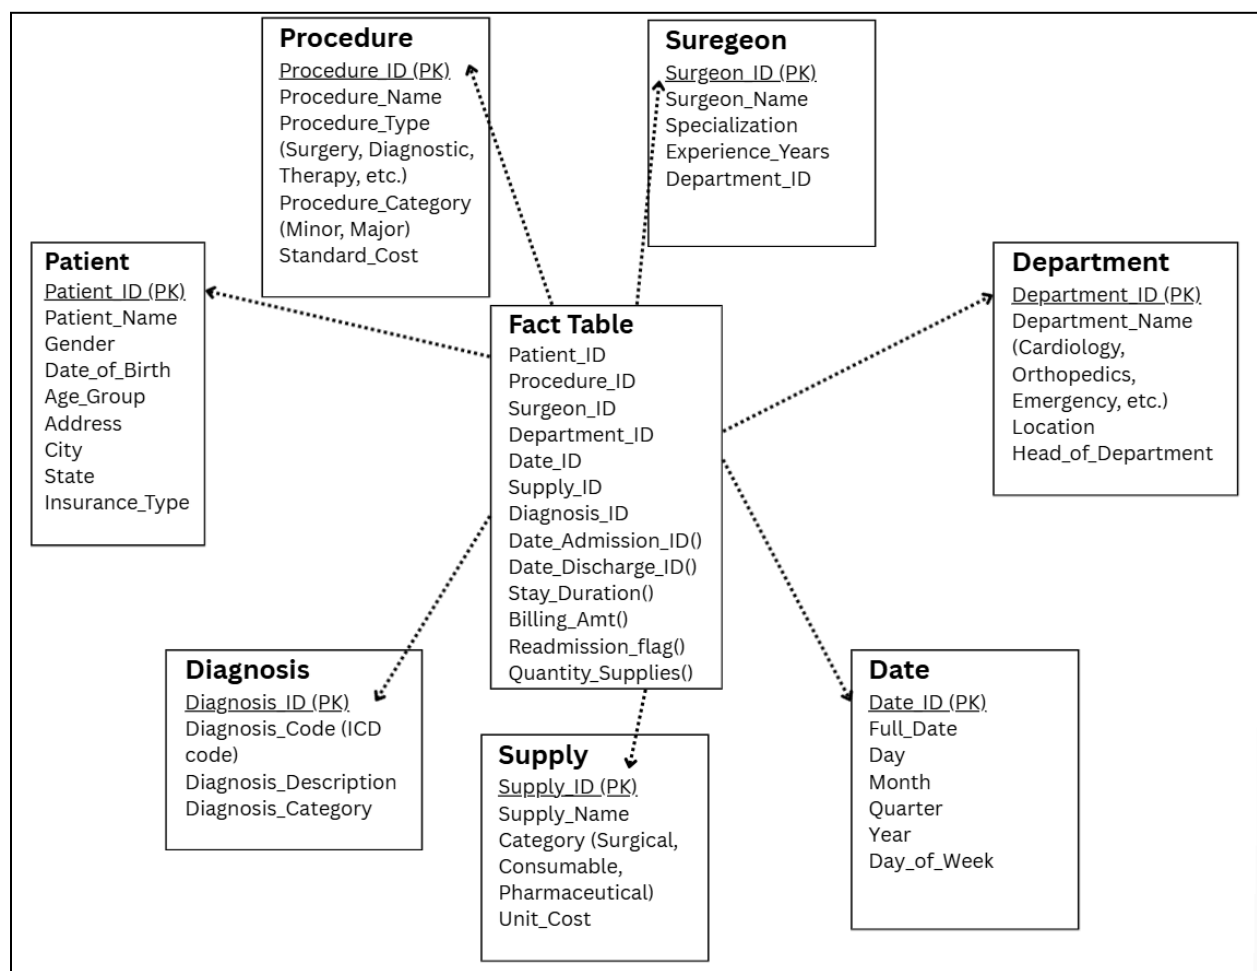 Procedure
Procedure_ID (PK)
Procedure_Name
Procedure_Type
(Surgery, Diagnostic,
Therapy, etc.)
Procedure_Category
(Minor, Major)
Standard_Cost
Suregeon
Surgeon_ID (PK)
Surgeon_Name
Specialization
Experience_Years
Department_ID
Patient
Patient_ID (PK)
Patient_Name
Gender
Date_of_Birth
Age_Group
Address
City
State
Insurance_Type
Fact Table
Patient_ID
Procedure_ID
Surgeon_ID
Department_ID
Date_ID
Supply_ID
Diagnosis_ID
Date_Admission_ID()
Date_Discharge_ID()
Stay_Duration()
Billing_Amt()
Readmission_flag()
Quantity_Supplies()
Department
Department_ID (PK)
Department_Name
(Cardiology,
Orthopedics,
Emergency, etc.)
Location
Head_of_Department
Diagnosis
Diagnosis_ID (PK)
Diagnosis_Code (ICD
code)
Diagnosis_Description
Diagnosis_Category
Supply
Supply_ID (PK)
Supply_Name
Category (Surgical,
Consumable,
Pharmaceutical)
Unit_Cost
Date
Date_ID (PK)
Full_Date
Day
Month
Quarter
Year
Day_of_Week